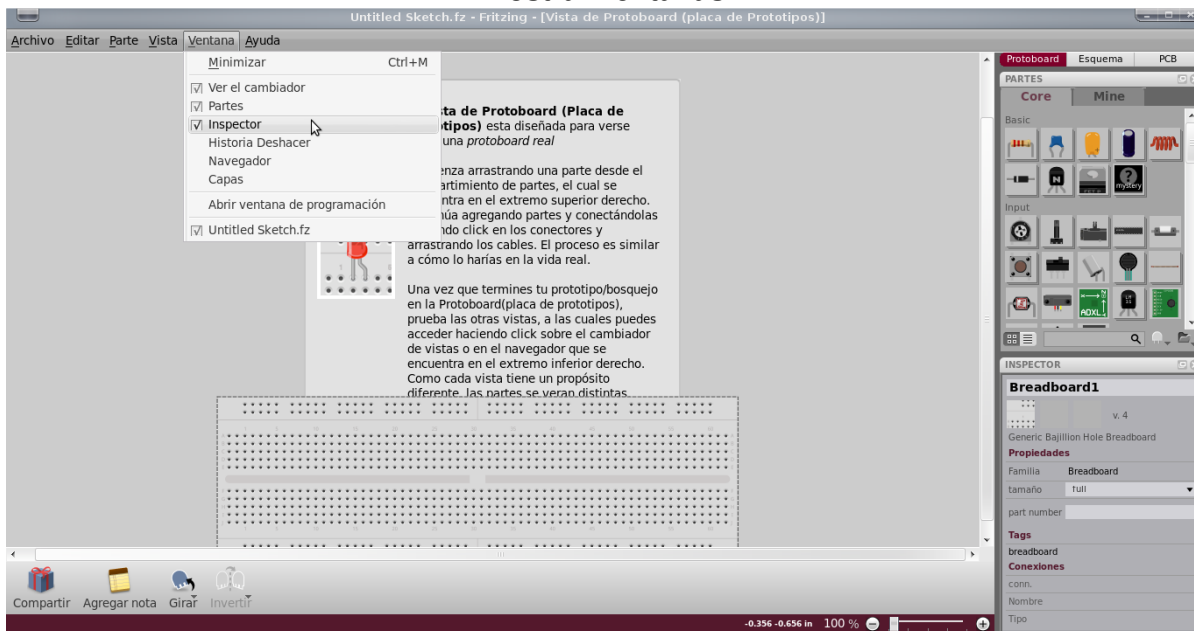 Untitled Sketch.fz - Fritzing - [Vista de Protoboard (placa de Prototipos)]
Archivo Editar Parte Vista Ventana Ayuda
Minimizar Ctrl+M
Ver el cambiador
Partes
Inspector
Historia Deshacer
Navegador
Capas
Abrir ventana de programación
Untitled Sketch.fz
sta de Protoboard (Placa de
tipos) esta diseñada para verse
una protoboard real
enza arrastrando una parte desde el
artimiento de partes, el cual se
ntra en el extremo superior derecho.
núa agregando partes y conectándolas
ndo click en los conectores y
arrastrando los cables. El proceso es similar
a cómo lo harías en la vida real.
Una vez que termines tu prototipo/bosquejo
en la Protoboard(placa de prototipos),
prueba las otras vistas, a las cuales puedes
acceder haciendo click sobre el cambiador
de vistas o en el navegador que se
encuentra en el extremo inferior derecho.
Como cada vista tiene un propósito
diferente, las partes se veran distintas
Protoboard Esquema PCB
PARTES
Core Mine
Basic
mystery
Input
ADXL
INSPECTOR
Breadboard1
v. 4
Generic Bajillion Hole Breadboard
Propiedades
Familia Breadboard
tamaño full
part number
Tags
breadboard
Conexiones
conn.
Nombre
Tipo
Compartir Agregar nota Girar Invertir
-0.356 -0.656 in 100 %